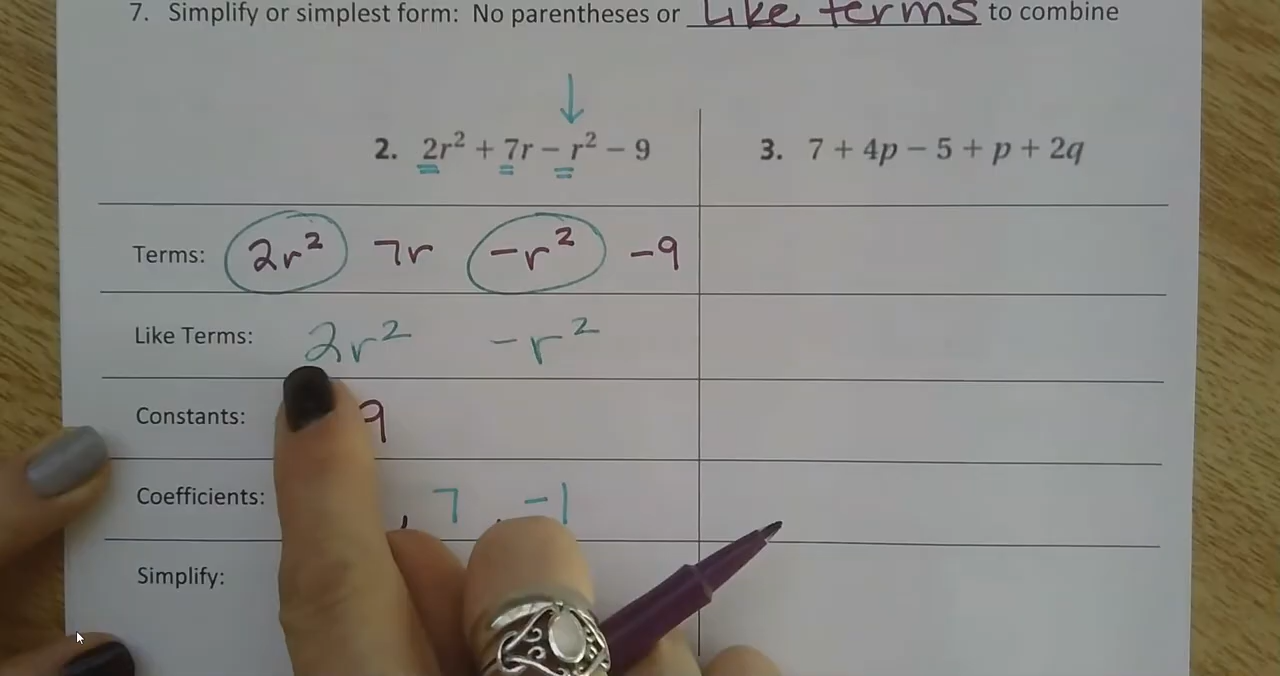 7. Simplify or simplest form: No parentheses or Like terms to combine
2. 2r² + 7r − r² − 9
3. 7 + 4p − 5 + p + 2q
Terms: 2r² 7r −r² −9
Like Terms: 2r² −r²
Constants: 9
Coefficients: , 7 , −1
Simplify: